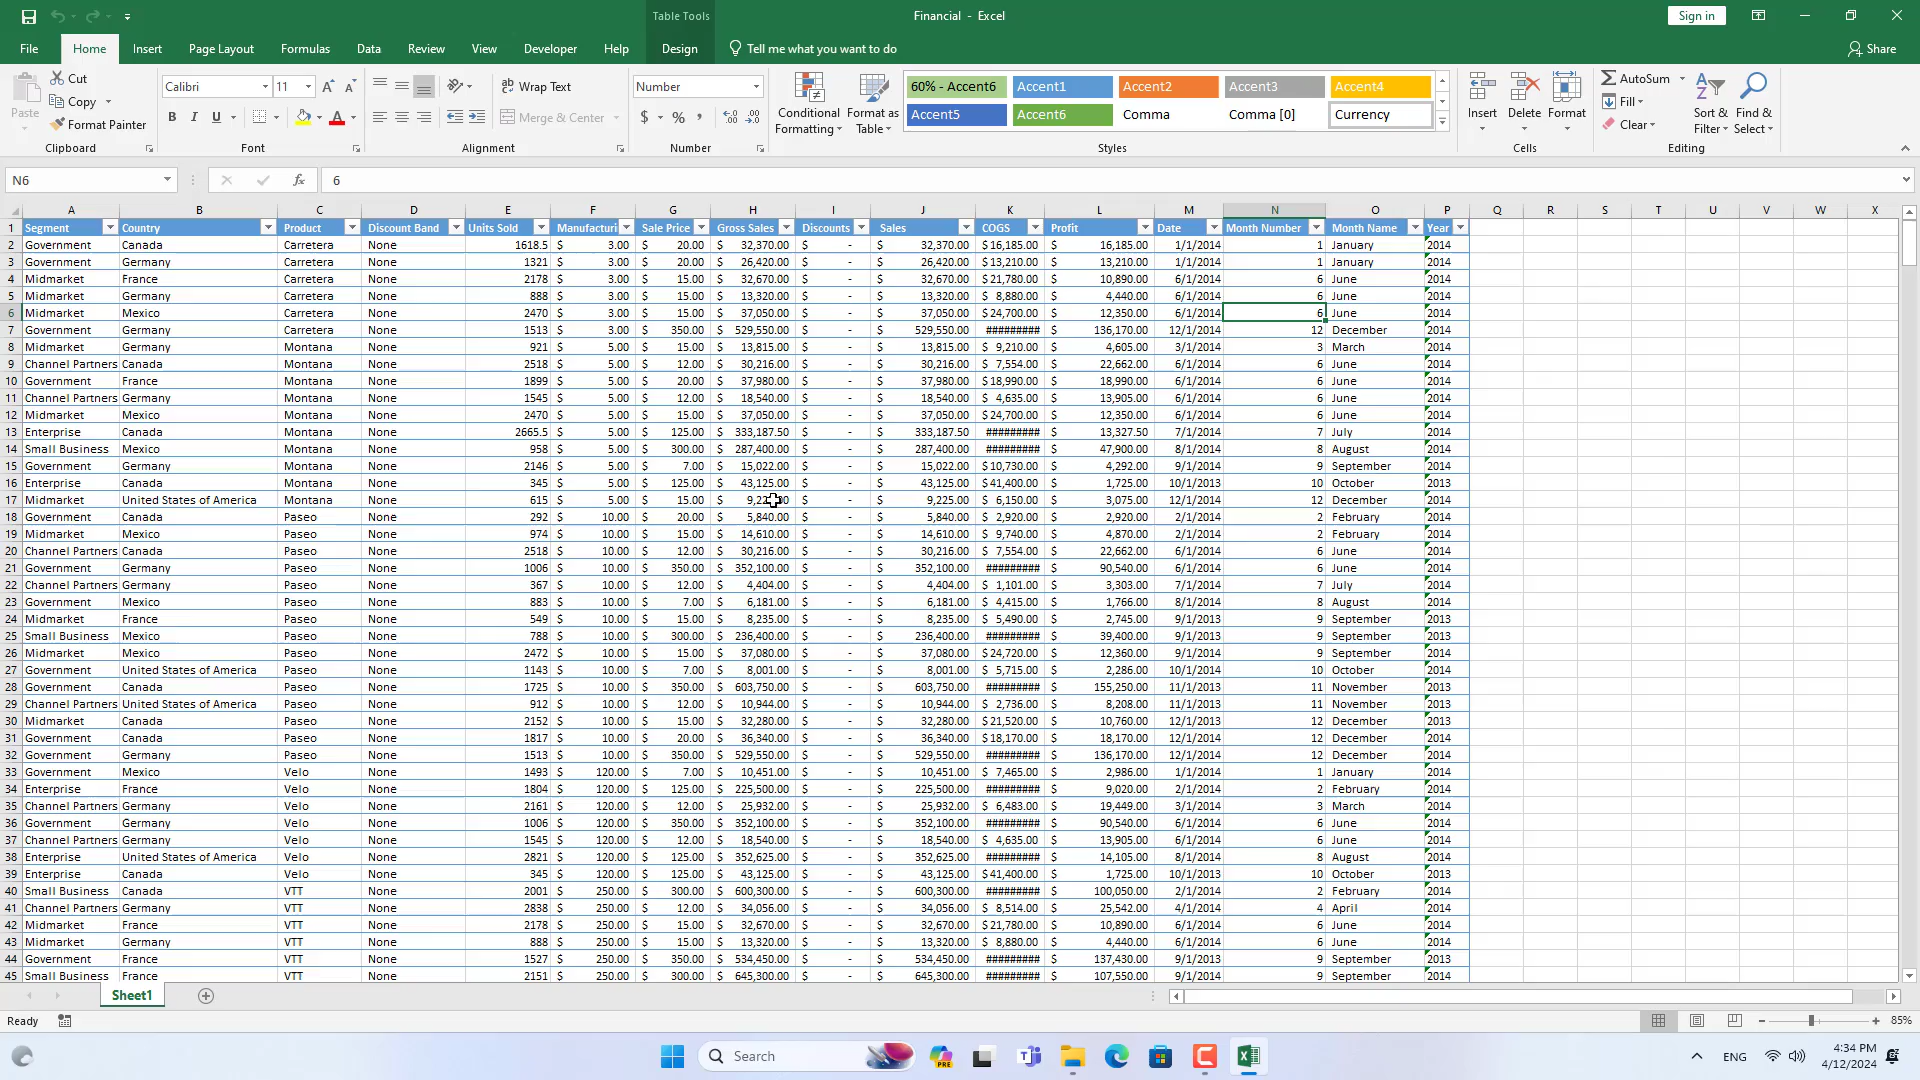 Table Tools
Financial - Excel
Sign in
File Home Insert Page Layout Formulas Data Review View Developer Help Design Tell me what you want to do Share
Paste Cut Copy Format Painter Clipboard
Calibri 11 B I U Font
Wrap Text Merge & Center Alignment
Number $ % , Number
Conditional Formatting Format as Table
60% - Accent6 Accent1 Accent2 Accent3 Accent4
Accent5 Accent6 Comma Comma [0] Currency
Styles
Insert Delete Format Cells
AutoSum Fill Clear Sort & Filter Find & Select Editing
N6 fx 6
A B C D E F G H I J K L M N O P Q R S T U V W X
1 Segment Country Product Discount Band Units Sold Manufacturi Sale Price Gross Sales Discounts Sales COGS Profit Date Month Number Month Name Year
2 Government Canada Carretera None 1618.5 $ 3.00 $ 20.00 $ 32,370.00 $ - $ 32,370.00 $ 16,185.00 $ 16,185.00 1/1/2014 1 January 2014
3 Government Germany Carretera None 1321 $ 3.00 $ 20.00 $ 26,420.00 $ - $ 26,420.00 $ 13,210.00 $ 13,210.00 1/1/2014 1 January 2014
4 Midmarket France Carretera None 2178 $ 3.00 $ 15.00 $ 32,670.00 $ - $ 32,670.00 $ 21,780.00 $ 10,890.00 6/1/2014 6 June 2014
5 Midmarket Germany Carretera None 888 $ 3.00 $ 15.00 $ 13,320.00 $ - $ 13,320.00 $ 8,880.00 $ 4,440.00 6/1/2014 6 June 2014
6 Midmarket Mexico Carretera None 2470 $ 3.00 $ 15.00 $ 37,050.00 $ - $ 37,050.00 $ 24,700.00 $ 12,350.00 6/1/2014 6 June 2014
7 Government Germany Carretera None 1513 $ 3.00 $ 350.00 $ 529,550.00 $ - $ 529,550.00 ######### $ 136,170.00 12/1/2014 12 December 2014
8 Midmarket Germany Montana None 921 $ 5.00 $ 15.00 $ 13,815.00 $ - $ 13,815.00 $ 9,210.00 $ 4,605.00 3/1/2014 3 March 2014
9 Channel Partners Canada Montana None 2518 $ 5.00 $ 12.00 $ 30,216.00 $ - $ 30,216.00 $ 7,554.00 $ 22,662.00 6/1/2014 6 June 2014
10 Government France Montana None 1899 $ 5.00 $ 20.00 $ 37,980.00 $ - $ 37,980.00 $ 18,990.00 $ 18,990.00 6/1/2014 6 June 2014
11 Channel Partners Germany Montana None 1545 $ 5.00 $ 12.00 $ 18,540.00 $ - $ 18,540.00 $ 4,635.00 $ 13,905.00 6/1/2014 6 June 2014
12 Midmarket Mexico Montana None 2470 $ 5.00 $ 15.00 $ 37,050.00 $ - $ 37,050.00 $ 24,700.00 $ 12,350.00 6/1/2014 6 June 2014
13 Enterprise Canada Montana None 2665.5 $ 5.00 $ 125.00 $ 333,187.50 $ - $ 333,187.50 ######### $ 13,327.50 7/1/2014 7 July 2014
14 Small Business Mexico Montana None 958 $ 5.00 $ 300.00 $ 287,400.00 $ - $ 287,400.00 ######### $ 47,900.00 8/1/2014 8 August 2014
15 Government Germany Montana None 2146 $ 5.00 $ 7.00 $ 15,022.00 $ - $ 15,022.00 $ 10,730.00 $ 4,292.00 9/1/2014 9 September 2014
16 Enterprise Canada Montana None 345 $ 5.00 $ 125.00 $ 43,125.00 $ - $ 43,125.00 $ 41,400.00 $ 1,725.00 10/1/2013 10 October 2013
17 Midmarket United States of America Montana None 615 $ 5.00 $ 15.00 $ $ - $ 9,225.00 $ 6,150.00 $ 3,075.00 12/1/2014 12 December 2014
18 Government Canada Paseo None 292 $ 10.00 $ 20.00 $ 5,840.00 $ - $ 5,840.00 $ 2,920.00 $ 2,920.00 2/1/2014 2 February 2014
19 Midmarket Mexico Paseo None 974 $ 10.00 $ 15.00 $ 14,610.00 $ - $ 14,610.00 $ 9,740.00 $ 4,870.00 2/1/2014 2 February 2014
20 Channel Partners Canada Paseo None 2518 $ 10.00 $ 12.00 $ 30,216.00 $ - $ 30,216.00 $ 7,554.00 $ 22,662.00 6/1/2014 6 June 2014
21 Government Germany Paseo None 1006 $ 10.00 $ 350.00 $ 352,100.00 $ - $ 352,100.00 ######### $ 90,540.00 6/1/2014 6 June 2014
22 Channel Partners Germany Paseo None 367 $ 10.00 $ 12.00 $ 4,404.00 $ - $ 4,404.00 $ 1,101.00 $ 3,303.00 7/1/2014 7 July 2014
23 Government Mexico Paseo None 883 $ 10.00 $ 7.00 $ 6,181.00 $ - $ 6,181.00 $ 4,415.00 $ 1,766.00 8/1/2014 8 August 2014
24 Midmarket France Paseo None 549 $ 10.00 $ 15.00 $ 8,235.00 $ - $ 8,235.00 $ 5,490.00 $ 2,745.00 9/1/2013 9 September 2013
25 Small Business Mexico Paseo None 788 $ 10.00 $ 300.00 $ 236,400.00 $ - $ 236,400.00 ######### $ 39,400.00 9/1/2013 9 September 2013
26 Midmarket Mexico Paseo None 2472 $ 10.00 $ 15.00 $ 37,080.00 $ - $ 37,080.00 $ 24,720.00 $ 12,360.00 9/1/2014 9 September 2014
27 Government United States of America Paseo None 1143 $ 10.00 $ 7.00 $ 8,001.00 $ - $ 8,001.00 $ 5,715.00 $ 2,286.00 10/1/2014 10 October 2014
28 Government Canada Paseo None 1725 $ 10.00 $ 350.00 $ 603,750.00 $ - $ 603,750.00 ######### $ 155,250.00 11/1/2013 11 November 2013
29 Channel Partners United States of America Paseo None 912 $ 10.00 $ 12.00 $ 10,944.00 $ - $ 10,944.00 $ 2,736.00 $ 8,208.00 11/1/2013 11 November 2013
30 Midmarket Canada Paseo None 2152 $ 10.00 $ 15.00 $ 32,280.00 $ - $ 32,280.00 $ 21,520.00 $ 10,760.00 12/1/2013 12 December 2013
31 Government Canada Paseo None 1817 $ 10.00 $ 20.00 $ 36,340.00 $ - $ 36,340.00 $ 18,170.00 $ 18,170.00 12/1/2014 12 December 2014
32 Government Germany Paseo None 1513 $ 10.00 $ 350.00 $ 529,550.00 $ - $ 529,550.00 ######### $ 136,170.00 12/1/2014 12 December 2014
33 Government Mexico Velo None 1493 $ 120.00 $ 7.00 $ 10,451.00 $ - $ 10,451.00 $ 7,465.00 $ 2,986.00 1/1/2014 1 January 2014
34 Enterprise France Velo None 1804 $ 120.00 $ 125.00 $ 225,500.00 $ - $ 225,500.00 ######### $ 9,020.00 2/1/2014 2 February 2014
35 Channel Partners Germany Velo None 2161 $ 120.00 $ 12.00 $ 25,932.00 $ - $ 25,932.00 $ 6,483.00 $ 19,449.00 3/1/2014 3 March 2014
36 Government Germany Velo None 1006 $ 120.00 $ 350.00 $ 352,100.00 $ - $ 352,100.00 ######### $ 90,540.00 6/1/2014 6 June 2014
37 Channel Partners Germany Velo None 1545 $ 120.00 $ 12.00 $ 18,540.00 $ - $ 18,540.00 $ 4,635.00 $ 13,905.00 6/1/2014 6 June 2014
38 Enterprise United States of America Velo None 2821 $ 120.00 $ 125.00 $ 352,625.00 $ - $ 352,625.00 ######### $ 14,105.00 8/1/2014 8 August 2014
39 Enterprise Canada Velo None 345 $ 120.00 $ 125.00 $ 43,125.00 $ - $ 43,125.00 $ 41,400.00 $ 1,725.00 10/1/2013 10 October 2013
40 Small Business Canada VTT None 2001 $ 250.00 $ 300.00 $ 600,300.00 $ - $ 600,300.00 ######### $ 100,050.00 2/1/2014 2 February 2014
41 Channel Partners Germany VTT None 2838 $ 250.00 $ 12.00 $ 34,056.00 $ - $ 34,056.00 $ 8,514.00 $ 25,542.00 4/1/2014 4 April 2014
42 Midmarket France VTT None 2178 $ 250.00 $ 15.00 $ 32,670.00 $ - $ 32,670.00 $ 21,780.00 $ 10,890.00 6/1/2014 6 June 2014
43 Midmarket Germany VTT None 888 $ 250.00 $ 15.00 $ 13,320.00 $ - $ 13,320.00 $ 8,880.00 $ 4,440.00 6/1/2014 6 June 2014
44 Government France VTT None 1527 $ 250.00 $ 350.00 $ 534,450.00 $ - $ 534,450.00 ######### $ 137,430.00 9/1/2013 9 September 2013
45 Small Business France VTT None 2151 $ 250.00 $ 300.00 $ 645,300.00 $ - $ 645,300.00 ######### $ 107,550.00 9/1/2014 9 September 2014
Sheet1
Ready 85%
Search PRE ENG 4:34 PM
4/12/2024